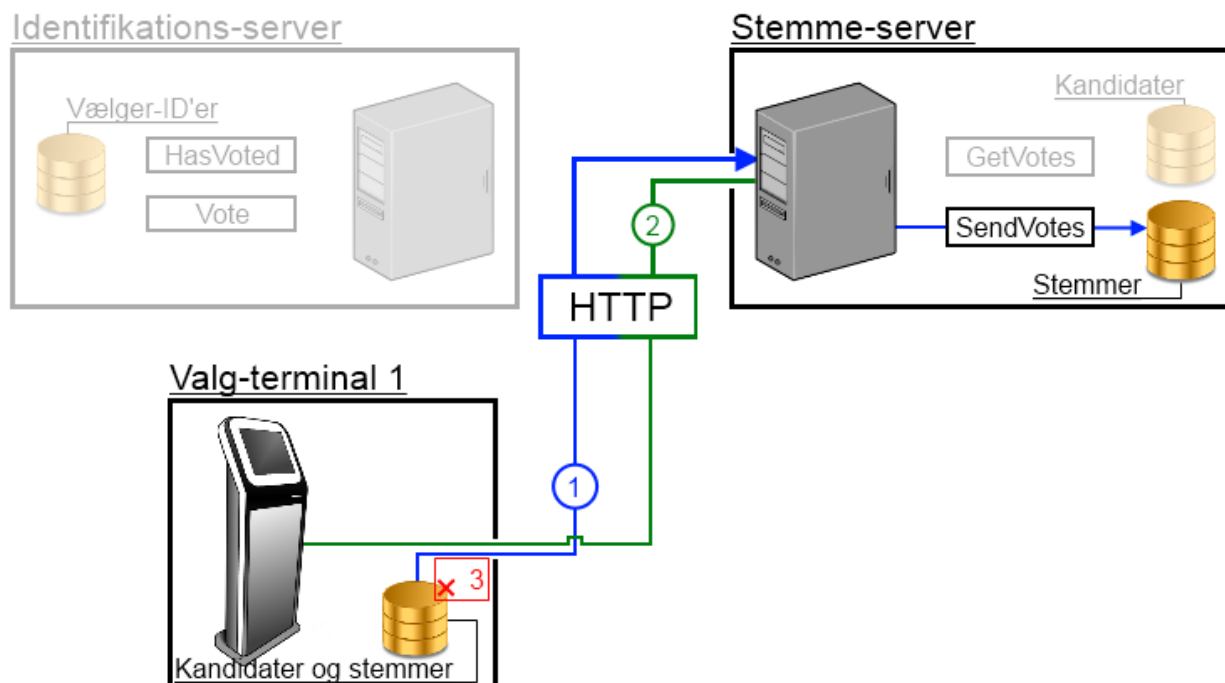 Identifikations-server
Vælger-ID'er
HasVoted
Vote
Stemme-server
Kandidater
GetVotes
SendVotes
Stemmer
2
HTTP
1
Valg-terminal 1
3
Kandidater og stemmer